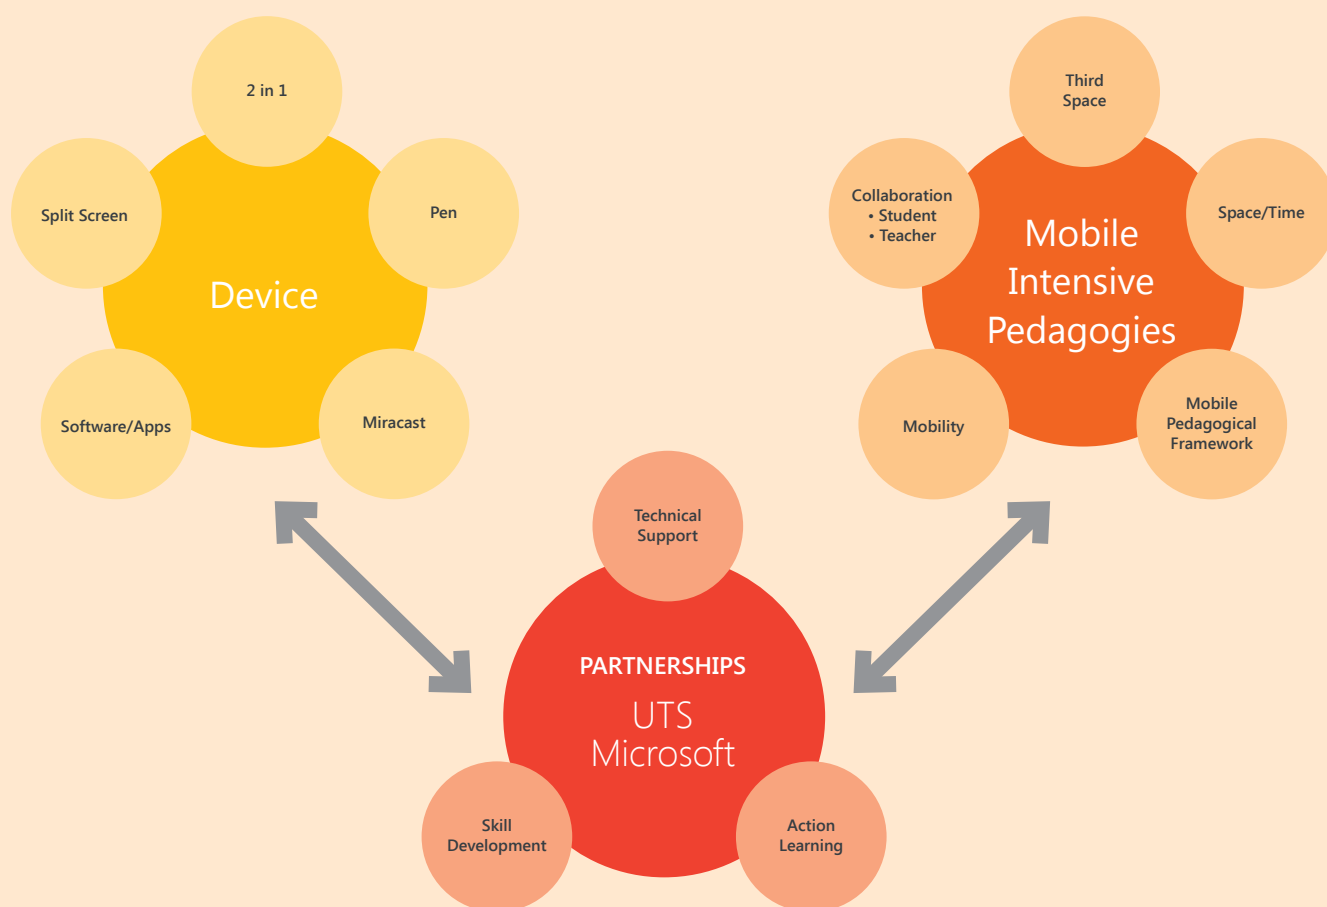 2 in 1
Split Screen
Pen
Device
Software/Apps
Miracast
Third
Space
Collaboration
• Student
• Teacher
Space/Time
Mobile
Intensive
Pedagogies
Mobility
Mobile
Pedagogical
Framework
Technical
Support
PARTNERSHIPS
UTS
Microsoft
Skill
Development
Action
Learning